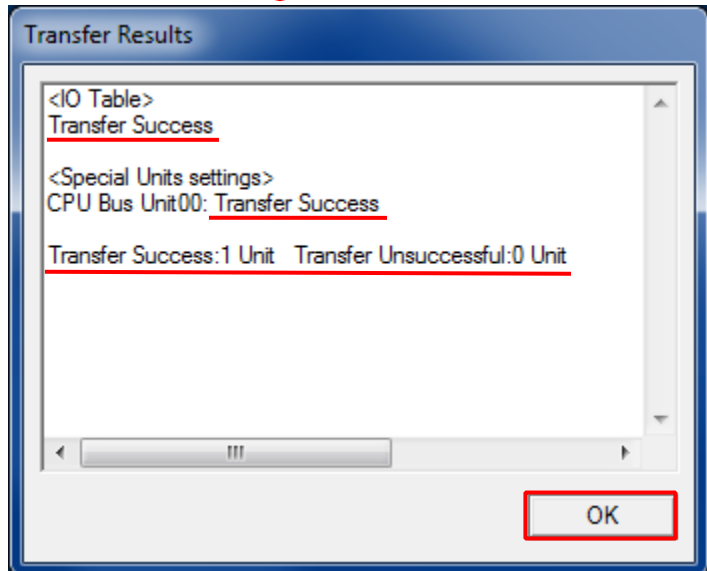 Transfer Results
<IO Table>
Transfer Success
<Special Units settings>
CPU Bus Unit00: Transfer Success
Transfer Success:1 Unit   Transfer Unsuccessful:0 Unit
OK